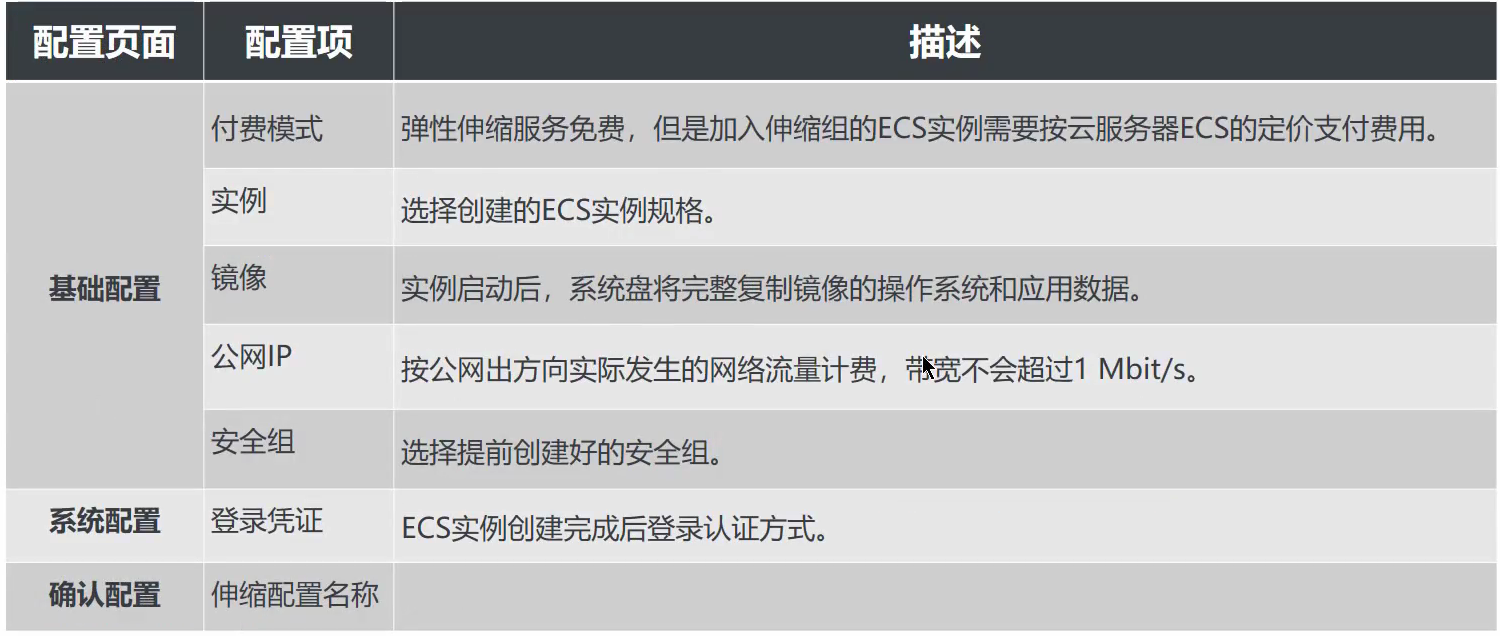 配置页面
配置项
描述
基础配置
付费模式
弹性伸缩服务免费，但是加入伸缩组的ECS实例需要按云服务器ECS的定价支付费用。
实例
选择创建的ECS实例规格。
镜像
实例启动后，系统盘将完整复制镜像的操作系统和应用数据。
公网IP
按公网出方向实际发生的网络流量计费，带宽不会超过1 Mbit/s。
安全组
选择提前创建好的安全组。
系统配置
登录凭证
ECS实例创建完成后登录认证方式。
确认配置
伸缩配置名称